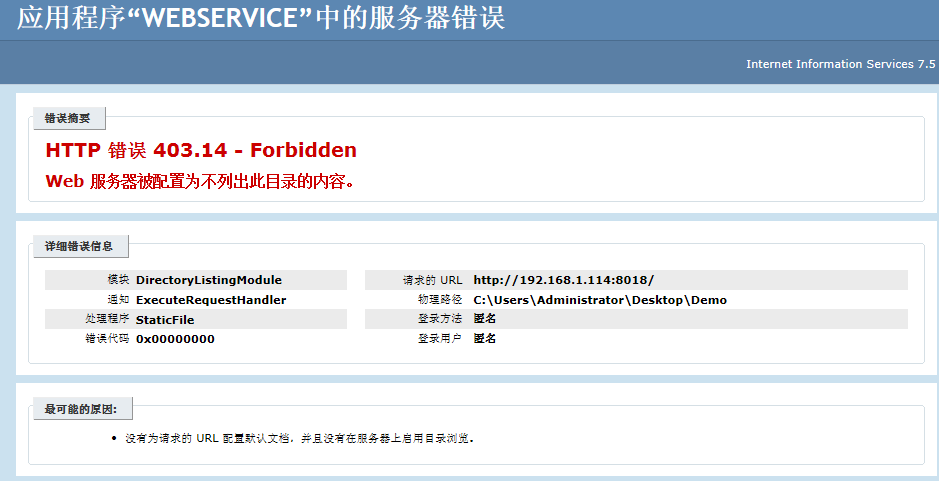 应用程序“WEBSERVICE”中的服务器错误
Internet Information Services 7.5
错误摘要
HTTP 错误 403.14 - Forbidden
Web 服务器被配置为不列出此目录的内容。
详细错误信息
模块 DirectoryListingModule
通知 ExecuteRequestHandler
处理程序 StaticFile
错误代码 0x00000000
请求的 URL http://192.168.1.114:8018/
物理路径 C:\Users\Administrator\Desktop\Demo
登录方法 匿名
登录用户 匿名
最可能的原因:
• 没有为请求的 URL 配置默认文档，并且没有在服务器上启用目录浏览。